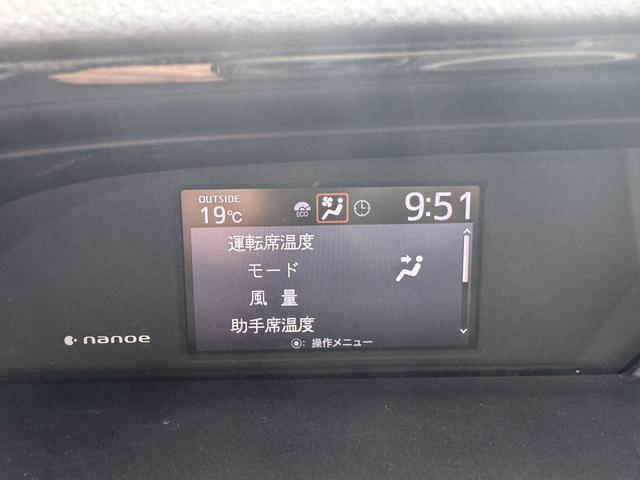 OUTSIDE
19℃
ECO
9:51
運転席温度
モード
風 量
助手席温度
◉: 操作メニュー
nanoe